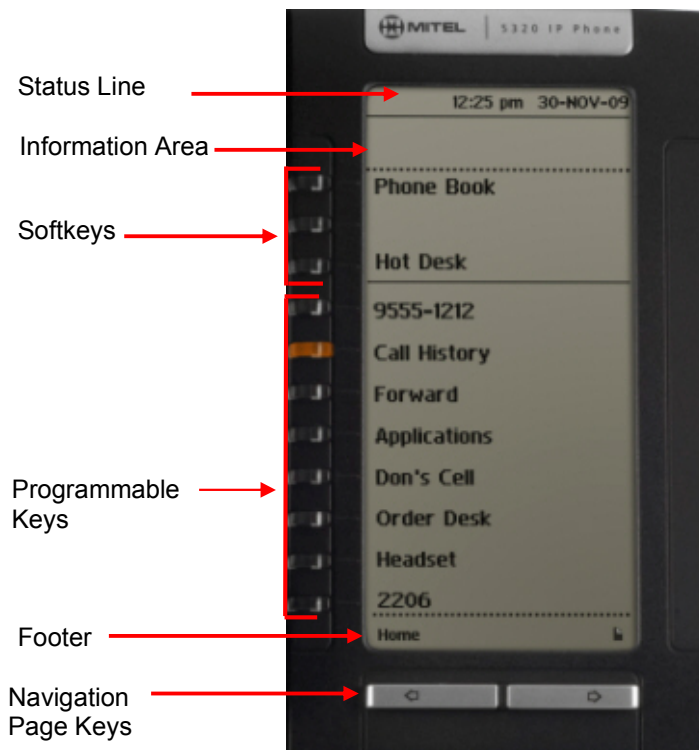 MITEL 5320 IP Phone
Status Line
12:25 pm 30-NOV-09
Information Area
Phone Book
Softkeys
Hot Desk
9555-1212
Call History
Forward
Applications
Programmable
Keys
Don's Cell
Order Desk
Headset
2206
Footer
Home
Navigation
Page Keys